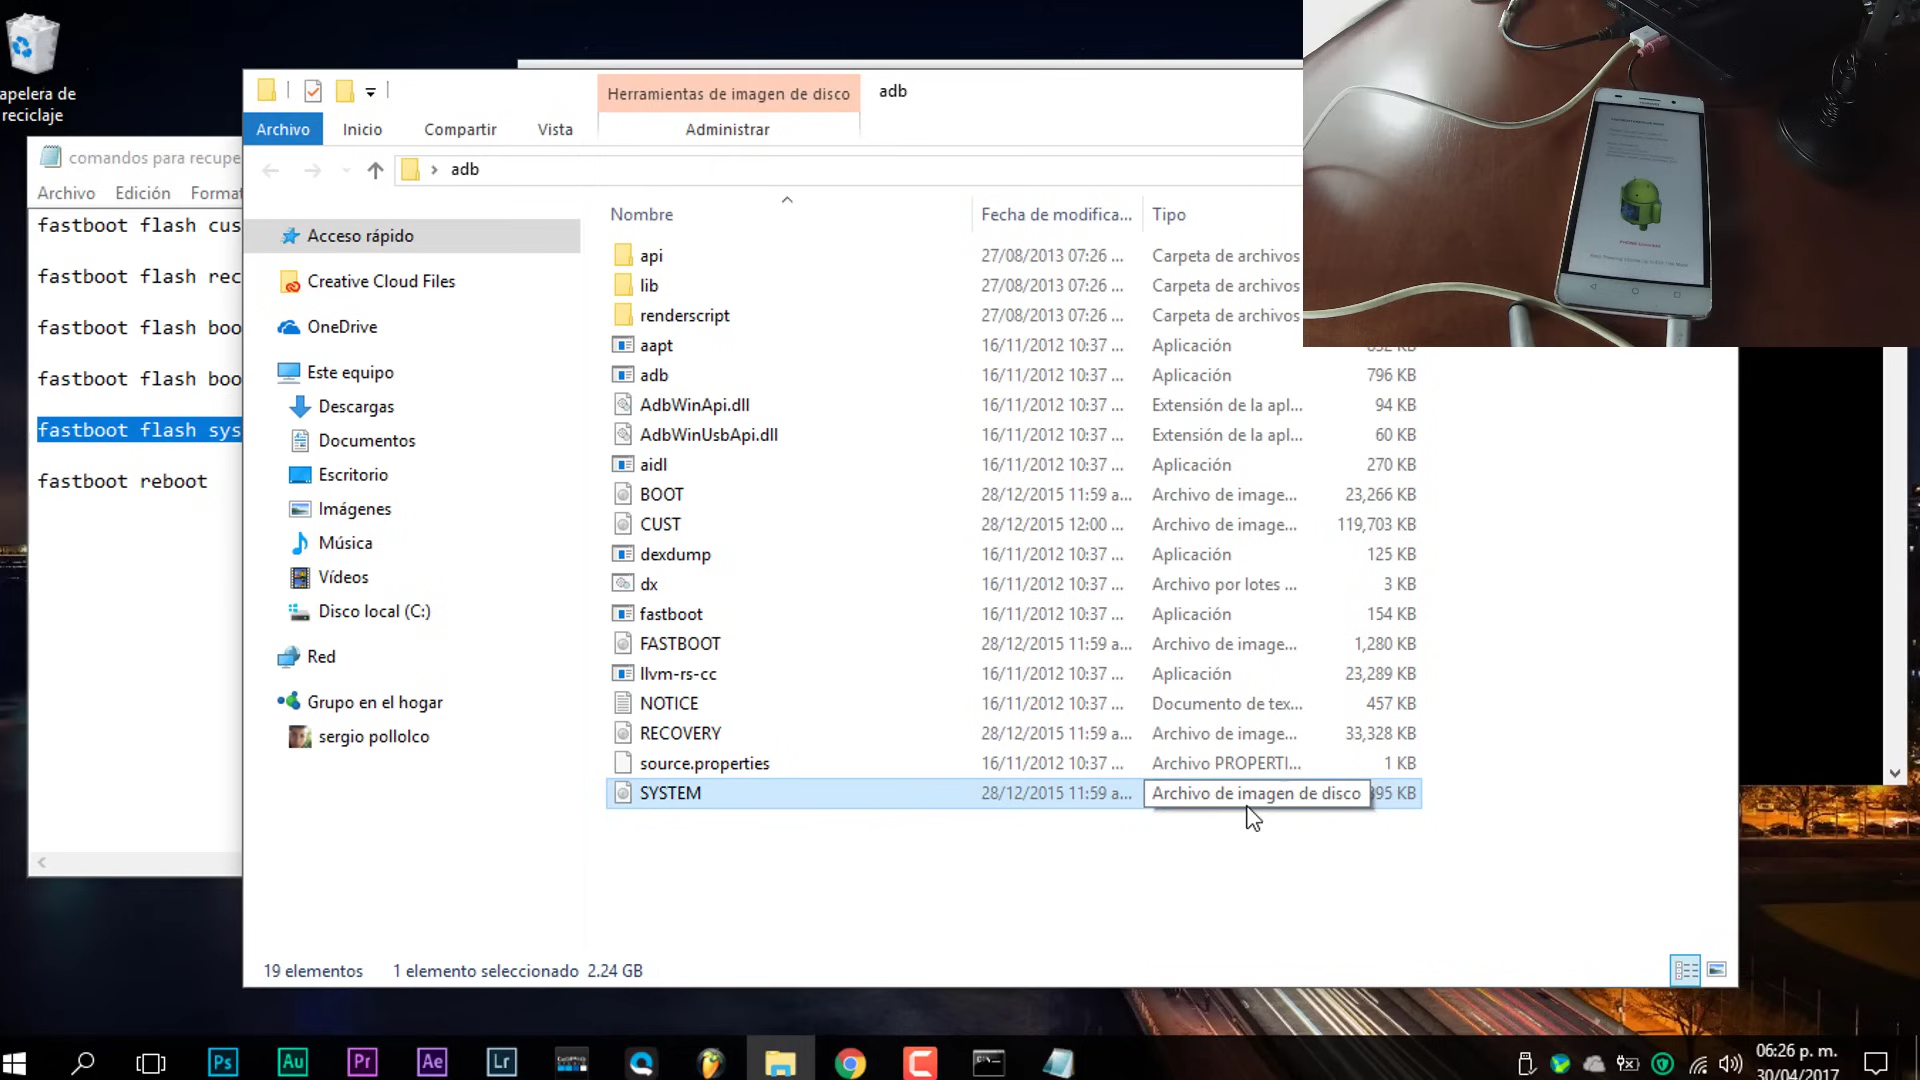 apelera de
reciclaje
comandos para recupe
Archivo Edición Format
fastboot flash cus
fastboot flash rec
fastboot flash boo
fastboot flash boo
fastboot flash sys
fastboot reboot
Herramientas de imagen de disco
adb
Archivo Inicio Compartir Vista Administrar
adb
Acceso rápido
Creative Cloud Files
OneDrive
Este equipo
Descargas
Documentos
Escritorio
Imágenes
Música
Vídeos
Disco local (C:)
Red
Grupo en el hogar
sergio pollolco
Nombre Fecha de modifica... Tipo
api 27/08/2013 07:26 ... Carpeta de archivos
lib 27/08/2013 07:26 ... Carpeta de archivos
renderscript 27/08/2013 07:26 ... Carpeta de archivos
aapt 16/11/2012 10:37 ... Aplicación KB
adb 16/11/2012 10:37 ... Aplicación 796 KB
AdbWinApi.dll 16/11/2012 10:37 ... Extensión de la apl... 94 KB
AdbWinUsbApi.dll 16/11/2012 10:37 ... Extensión de la apl... 60 KB
aidl 16/11/2012 10:37 ... Aplicación 270 KB
BOOT 28/12/2015 11:59 a... Archivo de image... 23,266 KB
CUST 28/12/2015 12:00 ... Archivo de image... 119,703 KB
dexdump 16/11/2012 10:37 ... Aplicación 125 KB
dx 16/11/2012 10:37 ... Archivo por lotes ... 3 KB
fastboot 16/11/2012 10:37 ... Aplicación 154 KB
FASTBOOT 28/12/2015 11:59 a... Archivo de image... 1,280 KB
llvm-rs-cc 16/11/2012 10:37 ... Aplicación 23,289 KB
NOTICE 16/11/2012 10:37 ... Documento de tex... 457 KB
RECOVERY 28/12/2015 11:59 a... Archivo de image... 33,328 KB
source.properties 16/11/2012 10:37 ... Archivo PROPERTI... 1 KB
SYSTEM 28/12/2015 11:59 a... Archivo de imagen de disco 395 KB
19 elementos 1 elemento seleccionado 2.24 GB
Ps Au Pr Ae Lr
06:26 p. m.
30/04/2017